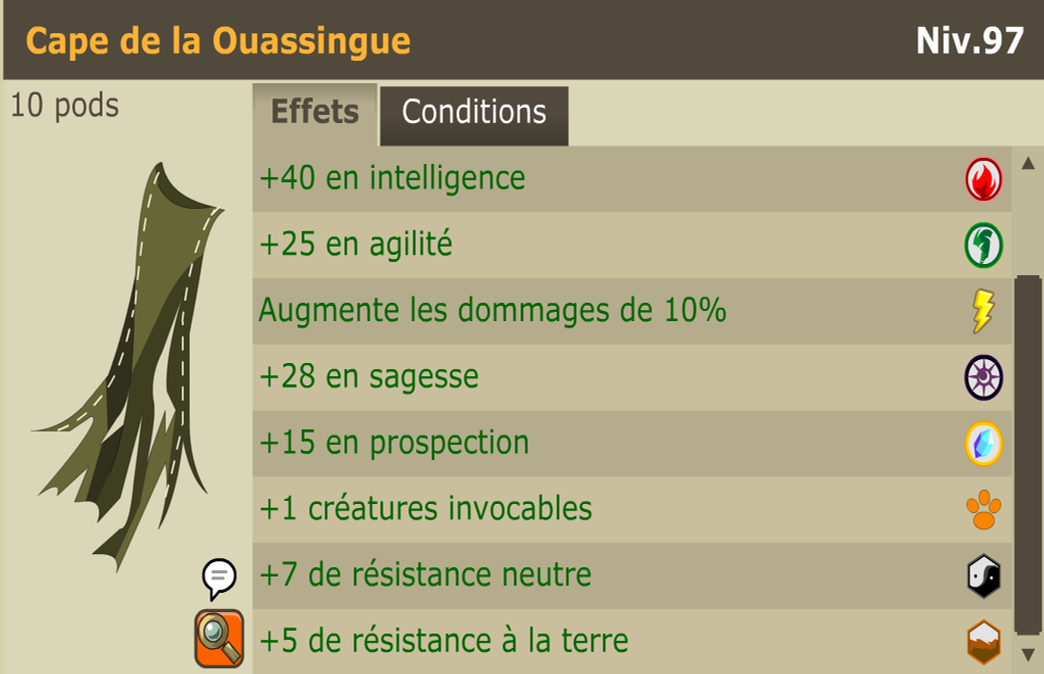 Cape de la Ouassingue
Niv.97
10 pods
Effets
Conditions
+40 en intelligence
+25 en agilité
Augmente les dommages de 10%
+28 en sagesse
+15 en prospection
+1 créatures invocables
+7 de résistance neutre
+5 de résistance à la terre